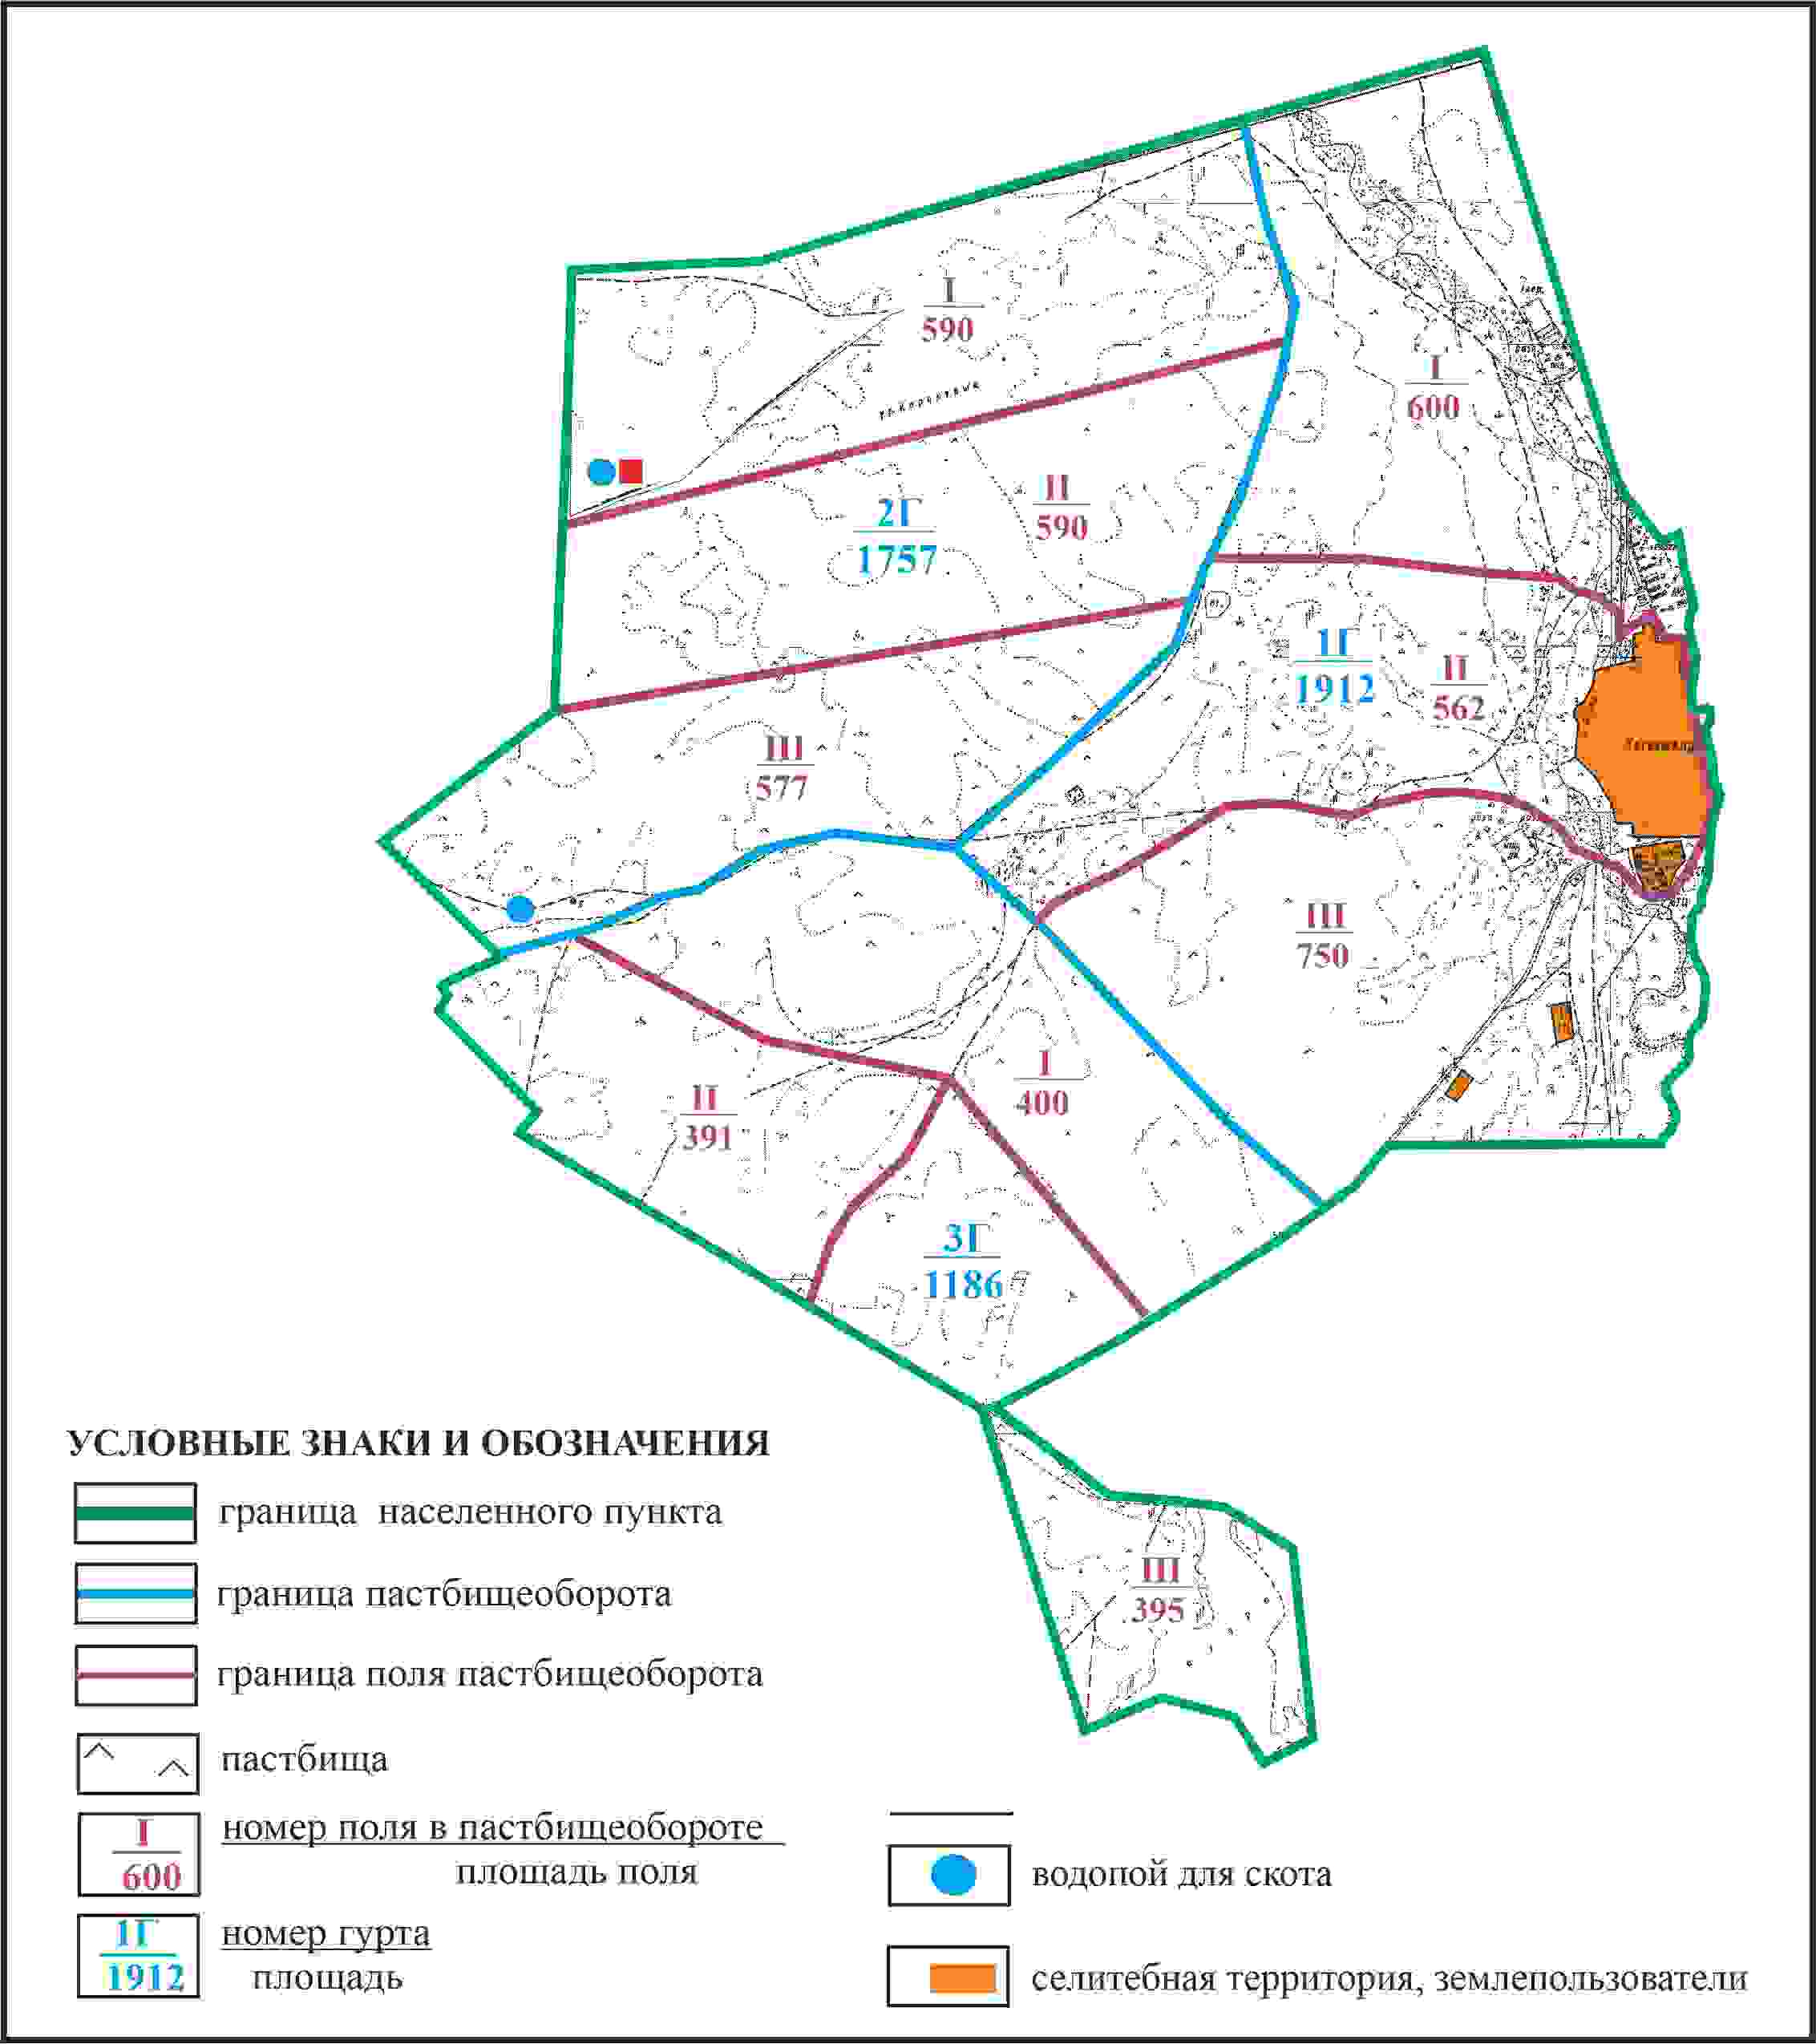 I
590
I
600
II
590
2Г
1757
1Г
1912
II
562
III
577
III
750
I
400
II
391
3Г
1186
III
395
УСЛОВНЫЕ ЗНАКИ И ОБОЗНАЧЕНИЯ
граница населенного пункта
граница пастбищеоборота
граница поля пастбищеоборота
пастбища
I
600
номер поля в пастбищеобороте
площадь поля
1Г
1912
номер гурта
площадь
водопой для скота
селитебная территория, землепользователи